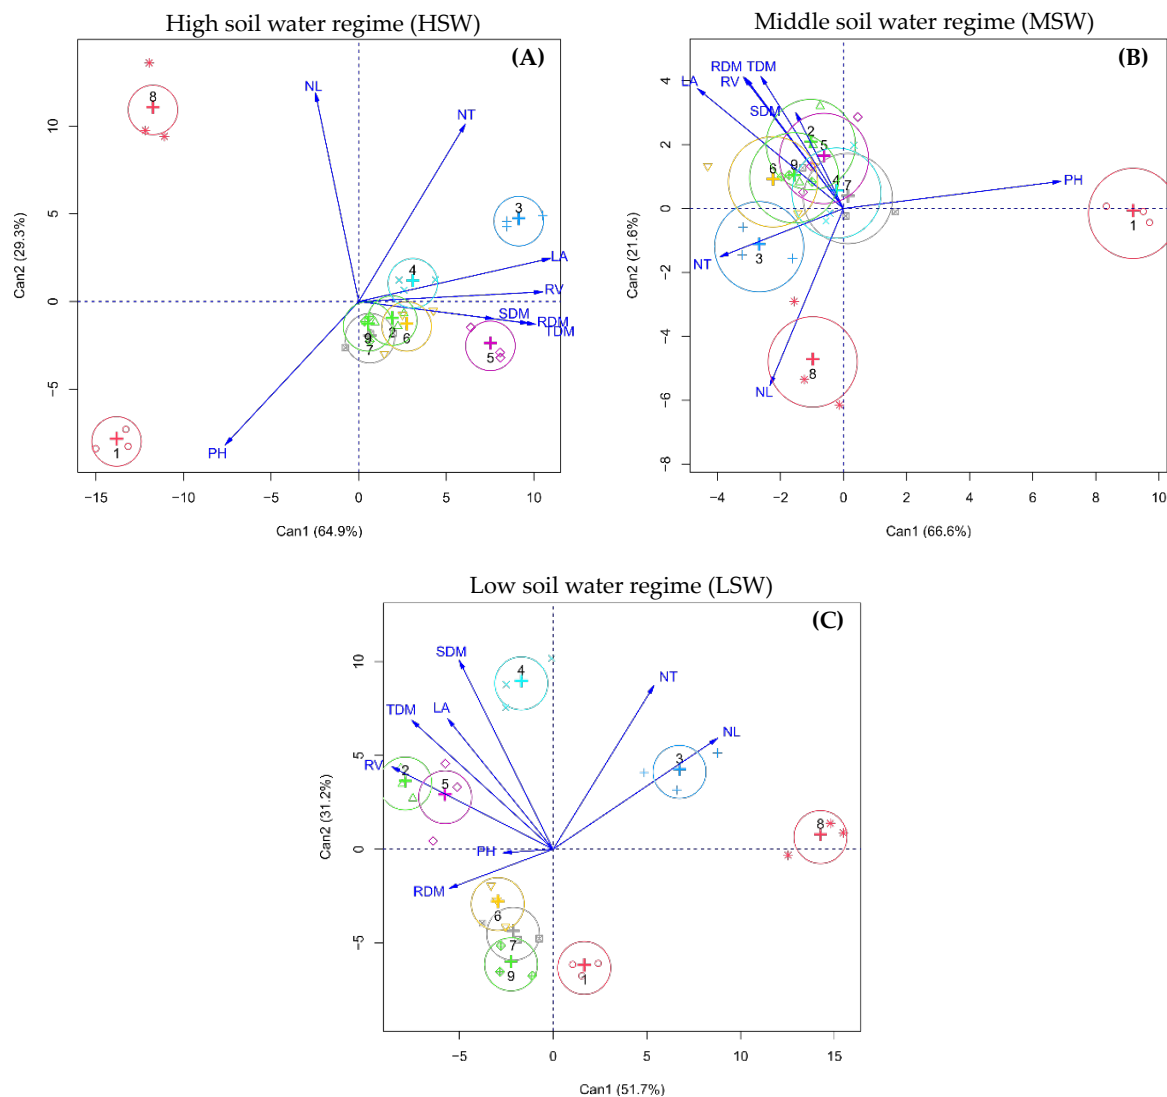 High soil water regime (HSW)
(A)
10
5
0
−5
Can2 (29.3%)
−15
−10
−5
0
5
10
Can1 (64.9%)
8
NL
NT
3
4
LA
RV
SDM
RDM
TDM
9
2
7
6
5
PH
1
Middle soil water regime (MSW)
(B)
4
2
0
−2
−4
−6
−8
Can2 (21.6%)
−4
−2
0
2
4
6
8
10
Can1 (66.6%)
RDM TDM
LA
RV
SDM
2
5
9
6
4
7
PH
1
NT
3
8
NL
Low soil water regime (LSW)
(C)
10
5
0
−5
Can2 (31.2%)
−5
0
5
10
15
Can1 (51.7%)
SDM
4
NT
LA
TDM
NL
3
RV
2
5
8
PH
RDM
6
7
9
1